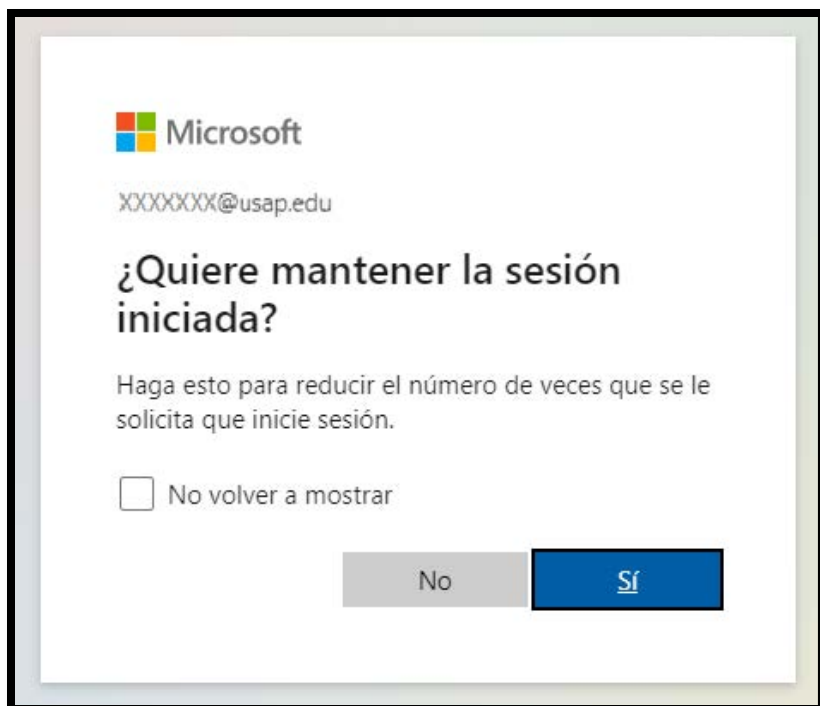 Microsoft
XXXXXXX@usap.edu
¿Quiere mantener la sesión
iniciada?
Haga esto para reducir el número de veces que se le
solicita que inicie sesión.
No volver a mostrar
No Sí